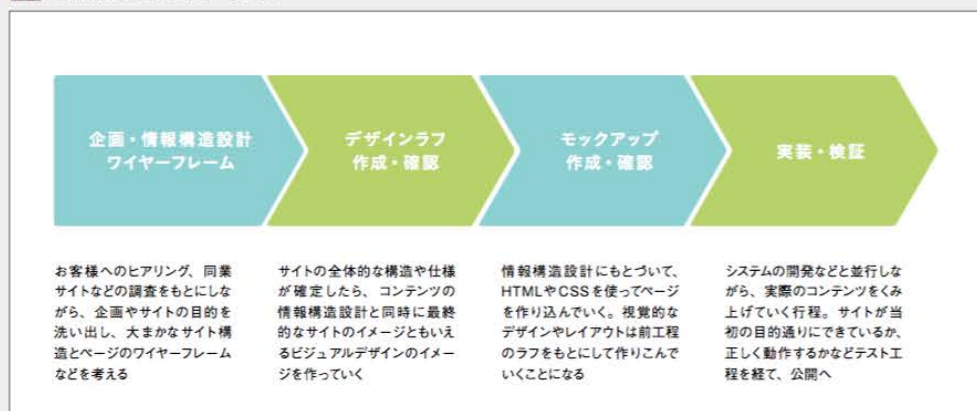 企画・情報構造設計
ワイヤーフレーム
デザインラフ
作成・確認
モックアップ
作成・確認
実装・検証
お客様へのヒアリング、同業
サイトなどの調査をもとにしな
がら、企画やサイトの目的を
洗い出し、大まかなサイト構
造とページのワイヤーフレーム
などを考える
サイトの全体的な構造や仕様
が確定したら、コンテンツの
情報構造設計と同時に最終
的なサイトのイメージともいえ
るビジュアルデザインのイメー
ジを作っていく
情報構造設計にもとづいて、
HTMLやCSSを使ってページ
を作り込んでいく。視覚的な
デザインやレイアウトは前工程
のラフをもとにして作りこんで
いくことになる
システムの開発などと並行しな
がら、実際のコンテンツをくみ
上げていく行程。サイトが当
初の目的通りにできているか、
正しく動作するかなどテスト工
程を経て、公開へ